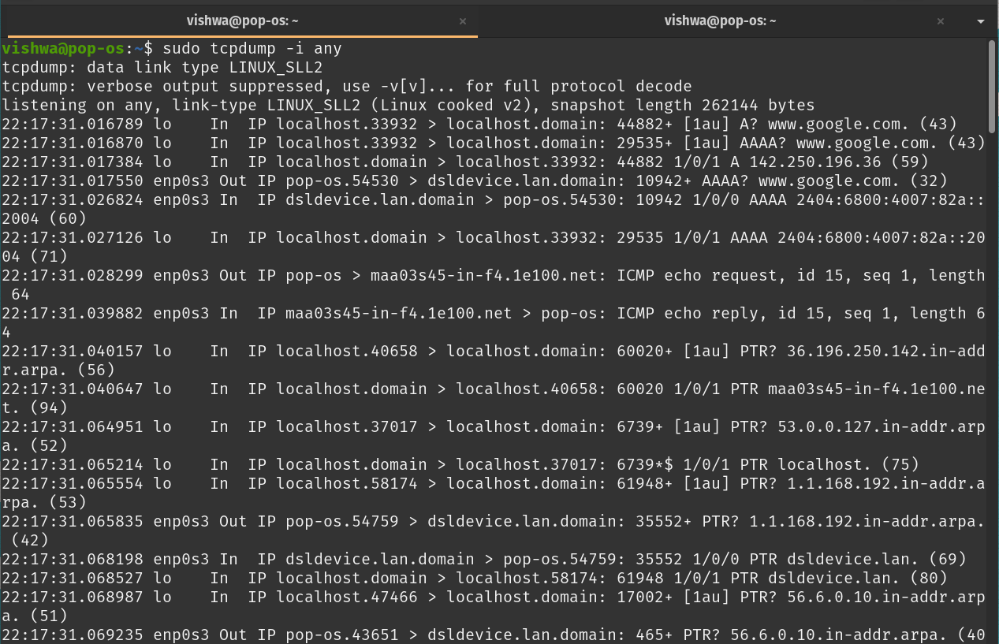 vishwa@pop-os: ~ × vishwa@pop-os: ~ ×
vishwa@pop-os:~$ sudo tcpdump -i any
tcpdump: data link type LINUX_SLL2
tcpdump: verbose output suppressed, use -v[v]... for full protocol decode
listening on any, link-type LINUX_SLL2 (Linux cooked v2), snapshot length 262144 bytes
22:17:31.016789 lo    In  IP localhost.33932 > localhost.domain: 44882+ [1au] A? www.google.com. (43)
22:17:31.016870 lo    In  IP localhost.33932 > localhost.domain: 29535+ [1au] AAAA? www.google.com. (43)
22:17:31.017384 lo    In  IP localhost.domain > localhost.33932: 44882 1/0/1 A 142.250.196.36 (59)
22:17:31.017550 enp0s3 Out IP pop-os.54530 > dsldevice.lan.domain: 10942+ AAAA? www.google.com. (32)
22:17:31.026824 enp0s3 In  IP dsldevice.lan.domain > pop-os.54530: 10942 1/0/0 AAAA 2404:6800:4007:82a::
2004 (60)
22:17:31.027126 lo    In  IP localhost.domain > localhost.33932: 29535 1/0/1 AAAA 2404:6800:4007:82a::20
04 (71)
22:17:31.028299 enp0s3 Out IP pop-os > maa03s45-in-f4.1e100.net: ICMP echo request, id 15, seq 1, length
 64
22:17:31.039882 enp0s3 In  IP maa03s45-in-f4.1e100.net > pop-os: ICMP echo reply, id 15, seq 1, length 6
4
22:17:31.040157 lo    In  IP localhost.40658 > localhost.domain: 60020+ [1au] PTR? 36.196.250.142.in-add
r.arpa. (56)
22:17:31.040647 lo    In  IP localhost.domain > localhost.40658: 60020 1/0/1 PTR maa03s45-in-f4.1e100.ne
t. (94)
22:17:31.064951 lo    In  IP localhost.37017 > localhost.domain: 6739+ [1au] PTR? 53.0.0.127.in-addr.arp
a. (52)
22:17:31.065214 lo    In  IP localhost.domain > localhost.37017: 6739*$ 1/0/1 PTR localhost. (75)
22:17:31.065554 lo    In  IP localhost.58174 > localhost.domain: 61948+ [1au] PTR? 1.1.168.192.in-addr.a
rpa. (53)
22:17:31.065835 enp0s3 Out IP pop-os.54759 > dsldevice.lan.domain: 35552+ PTR? 1.1.168.192.in-addr.arpa.
 (42)
22:17:31.068198 enp0s3 In  IP dsldevice.lan.domain > pop-os.54759: 35552 1/0/0 PTR dsldevice.lan. (69)
22:17:31.068527 lo    In  IP localhost.domain > localhost.58174: 61948 1/0/1 PTR dsldevice.lan. (80)
22:17:31.068987 lo    In  IP localhost.47466 > localhost.domain: 17002+ [1au] PTR? 56.6.0.10.in-addr.arp
a. (51)
22:17:31.069235 enp0s3 Out IP pop-os.43651 > dsldevice.lan.domain: 465+ PTR? 56.6.0.10.in-addr.arpa. (40